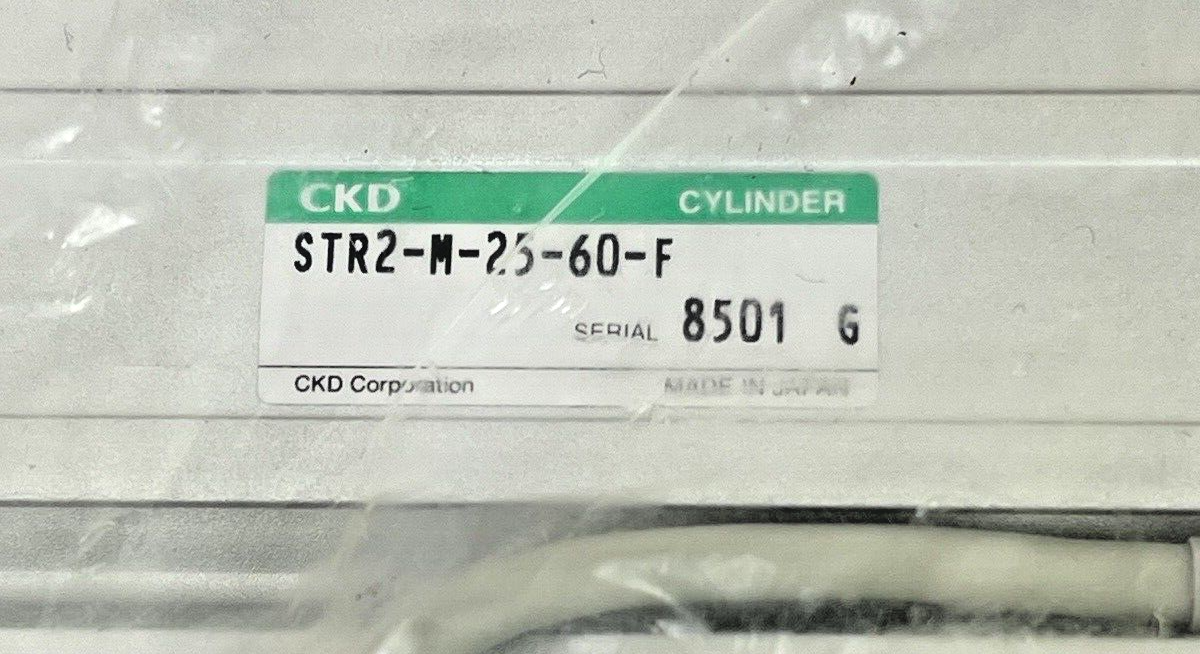 CKD CYLINDER
STR2-M-25-60-F
SERIAL 8501 G
CKD Corporation MADE IN JAPAN